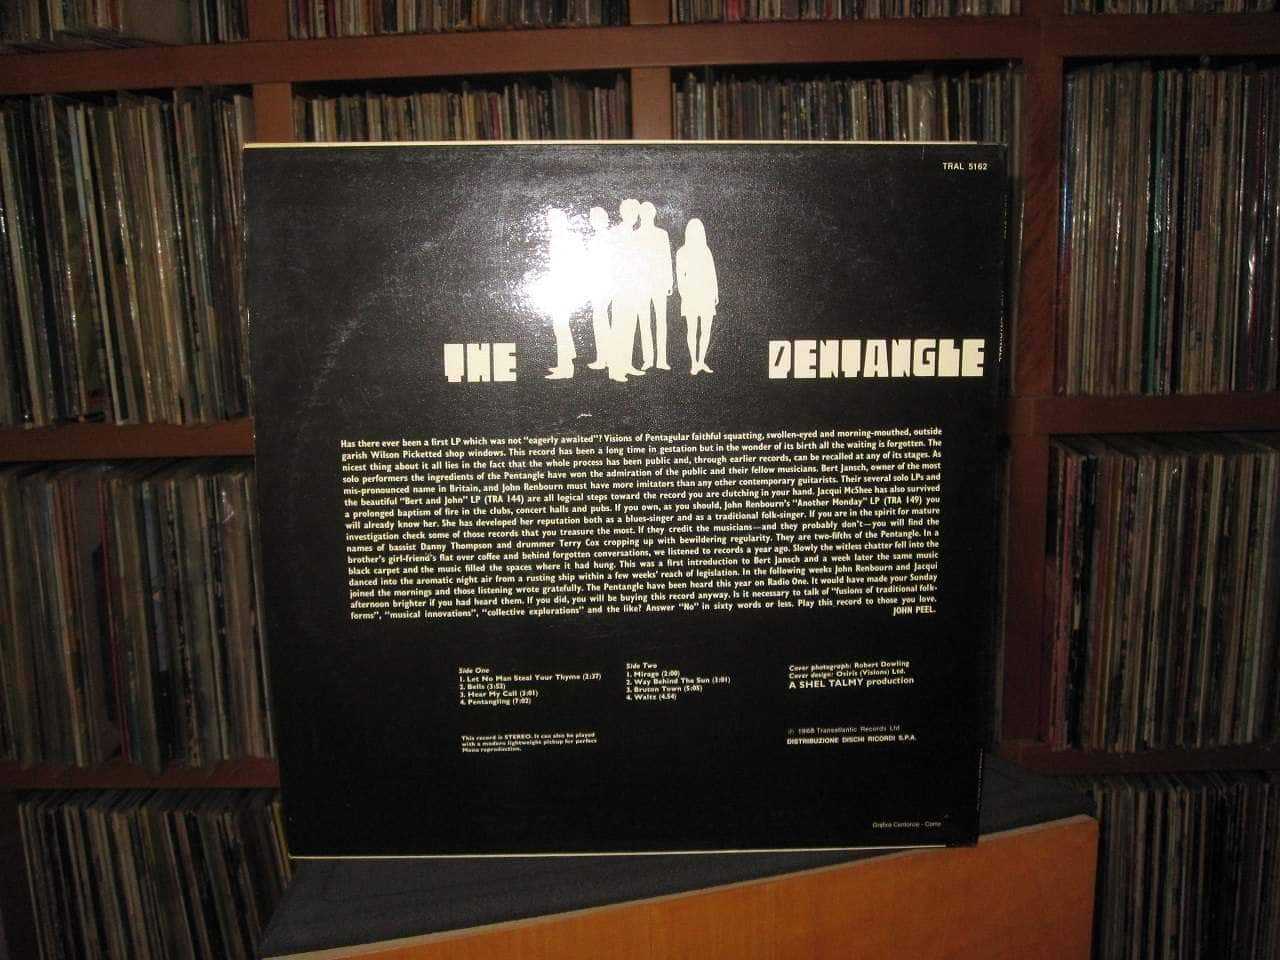 TRAL 5162
THE PENTANGLE
Has there ever been a first LP which was not "eagerly awaited"? Visions of Pentagular faithful squatting, swollen-eyed and morning-mouthed, outside
garish Wilson Picketted shop windows. This record has been a long time in gestation but in the wonder of its birth all the waiting is forgotten. The
nicest thing about it all lies in the fact that the whole process has been public and, through earlier records, can be recalled at any of its stages. As
solo performers the ingredients of the Pentangle have won the admiration of the public and their fellow musicians. Bert Jansch, owner of the most
mis-pronounced name in Britain, and John Renbourn must have more imitators than any other contemporary guitarists. Their several solo LPs and
the beautiful "Bert and John" LP (TRA 144) are all logical steps toward the record you are clutching in your hand. Jacqui McShee has also survived
a prolonged baptism of fire in the clubs, concert halls and pubs. If you own, as you should, John Renbourn's "Another Monday" LP (TRA 149) you
will already know her. She has developed her reputation both as a blues-singer and as a traditional folk-singer. If you are in the spirit for mature
investigation check some of those records that you treasure the most. If they credit the musicians—and they probably don't—you will find the
names of bassist Danny Thompson and drummer Terry Cox cropping up with bewildering regularity. They are two-fifths of the Pentangle. In a
brother's girl-friend's flat over coffee and behind forgotten conversations, we listened to records a year ago. Slowly the witless chatter fell into the
black carpet and the music filled the spaces where it had hung. This was a first introduction to Bert Jansch and a week later the same music
danced into the aromatic night air from a rusting ship within a few weeks' reach of legislation. In the following weeks John Renbourn and Jacqui
joined the mornings and those listening wrote gratefully. The Pentangle have been heard this year on Radio One. It would have made your Sunday
afternoon brighter if you had heard them. If you did, you will be buying this record anyway. Is it necessary to talk of "fusions of traditional folk-
forms", "musical innovations", "collective explorations" and the like? Answer "No" in sixty words or less. Play this record to those you love.
JOHN PEEL.
Side One
1. Let No Man Steal Your Thyme (2:37)
2. Bells (3:52)
3. Hear My Call (3:01)
4. Pentangling (7:02)
Side Two
1. Mirage (2:00)
2. Way Behind The Sun (3:01)
3. Bruton Town (5:05)
4. Waltz (4.54)
Cover photograph: Robert Dowling
Cover design: Osiris (Visions) Ltd.
A SHEL TALMY production
This record is STEREO. It can also be played
with a modern lightweight pickup for perfect
Mono reproduction.
℗ 1968 Transatlantic Records Ltd
DISTRIBUZIONE DISCHI RICORDI S.P.A.
Grafica Cantorale - Como